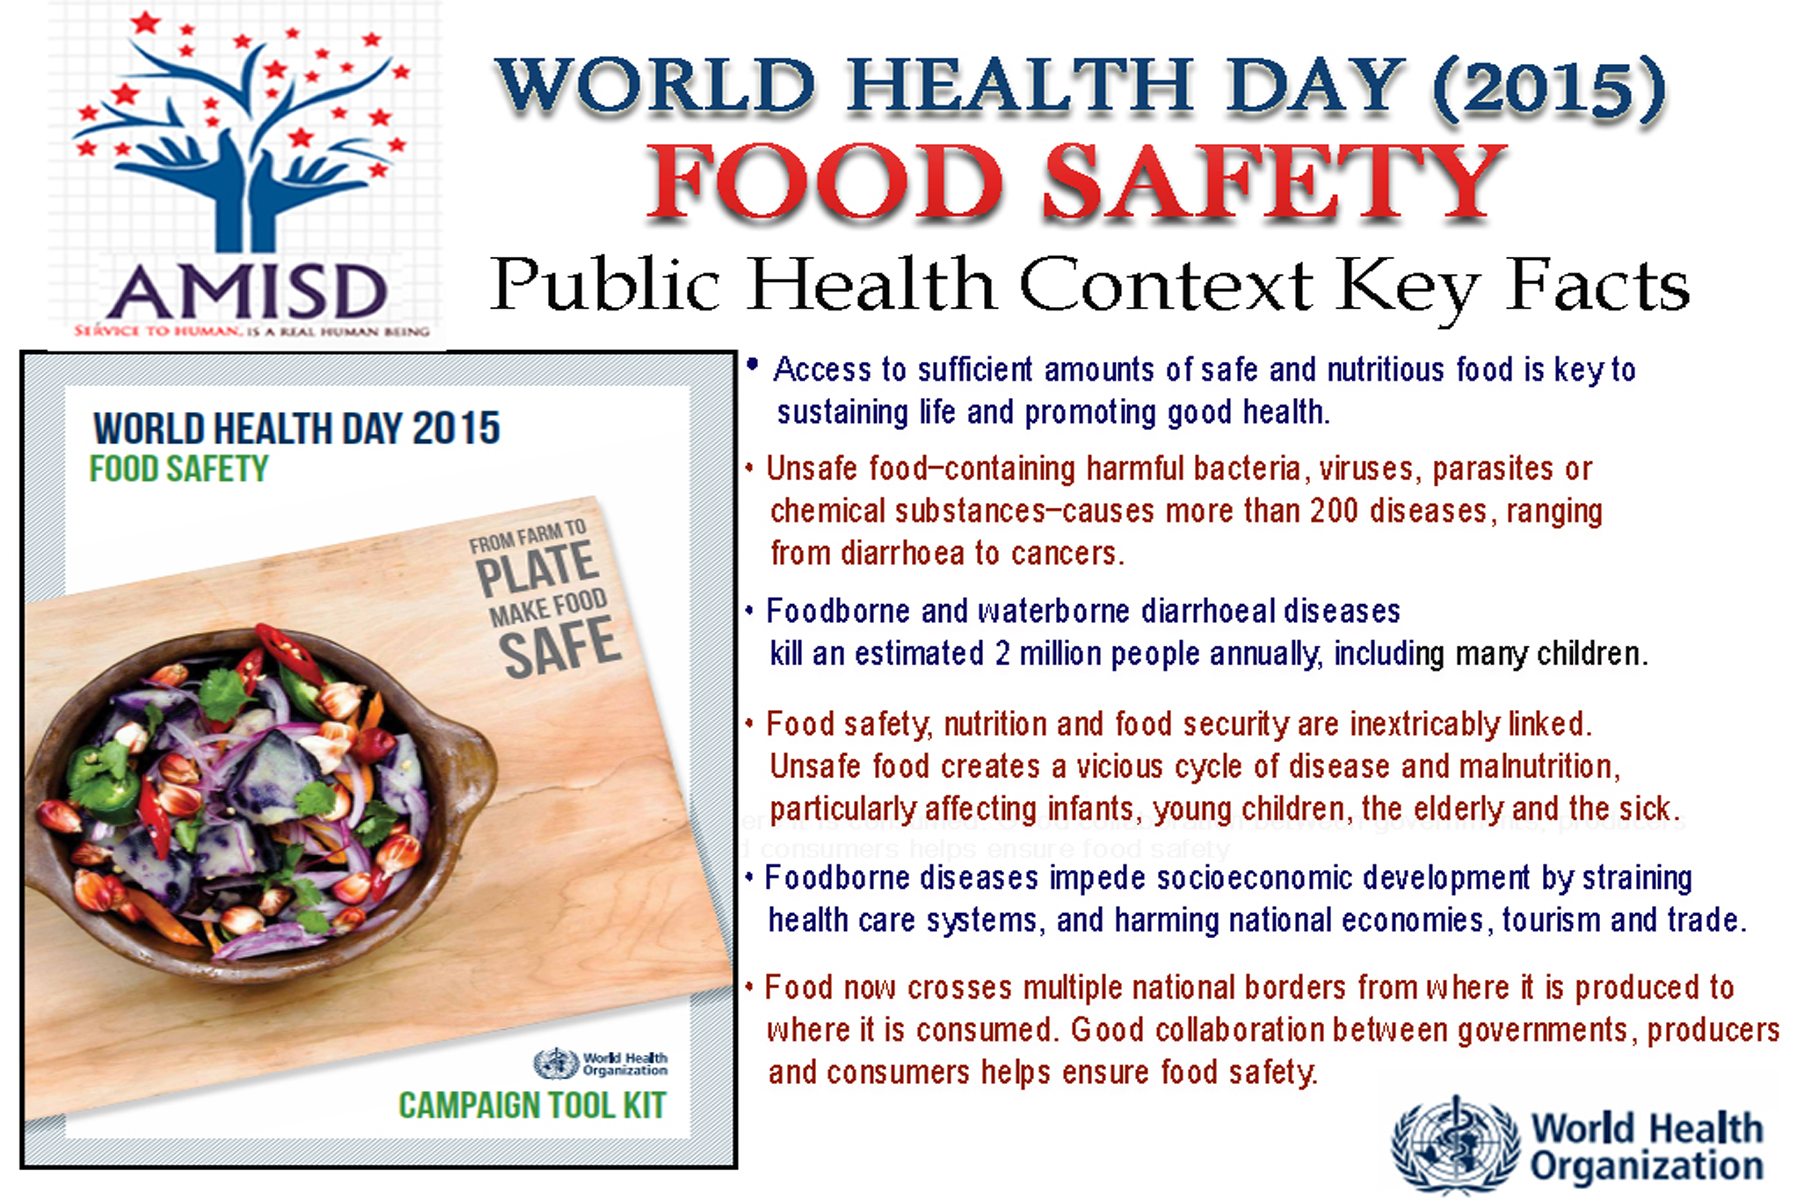 WORLD HEALTH DAY (2015)
FOOD SAFETY
Public Health Context Key Facts
AMISD
SERVICE TO HUMAN, IS A REAL HUMAN BEING
WORLD HEALTH DAY 2015
FOOD SAFETY
FROM FARM TO
PLATE
MAKE FOOD
SAFE
World Health
Organization
CAMPAIGN TOOL KIT
• Access to sufficient amounts of safe and nutritious food is key to
sustaining life and promoting good health.
• Unsafe food–containing harmful bacteria, viruses, parasites or
chemical substances–causes more than 200 diseases, ranging
from diarrhoea to cancers.
• Foodborne and waterborne diarrhoeal diseases
kill an estimated 2 million people annually, including many children.
• Food safety, nutrition and food security are inextricably linked.
Unsafe food creates a vicious cycle of disease and malnutrition,
particularly affecting infants, young children, the elderly and the sick.
consumers helps ensure food safety
• Foodborne diseases impede socioeconomic development by straining
health care systems, and harming national economies, tourism and trade.
• Food now crosses multiple national borders from where it is produced to
where it is consumed. Good collaboration between governments, producers
and consumers helps ensure food safety.
World Health
Organization